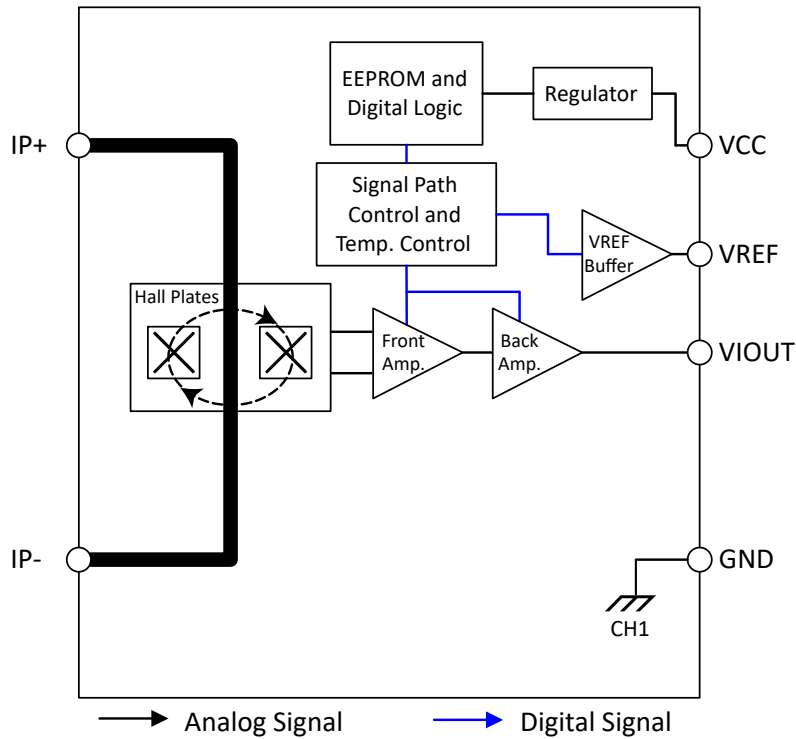 EEPROM and
Digital Logic
Regulator
IP+
VCC
Signal Path
Control and
Temp. Control
VREF
Buffer
VREF
Hall Plates
Front
Amp.
Back
Amp.
VIOUT
IP-
GND
CH1
Analog Signal
Digital Signal